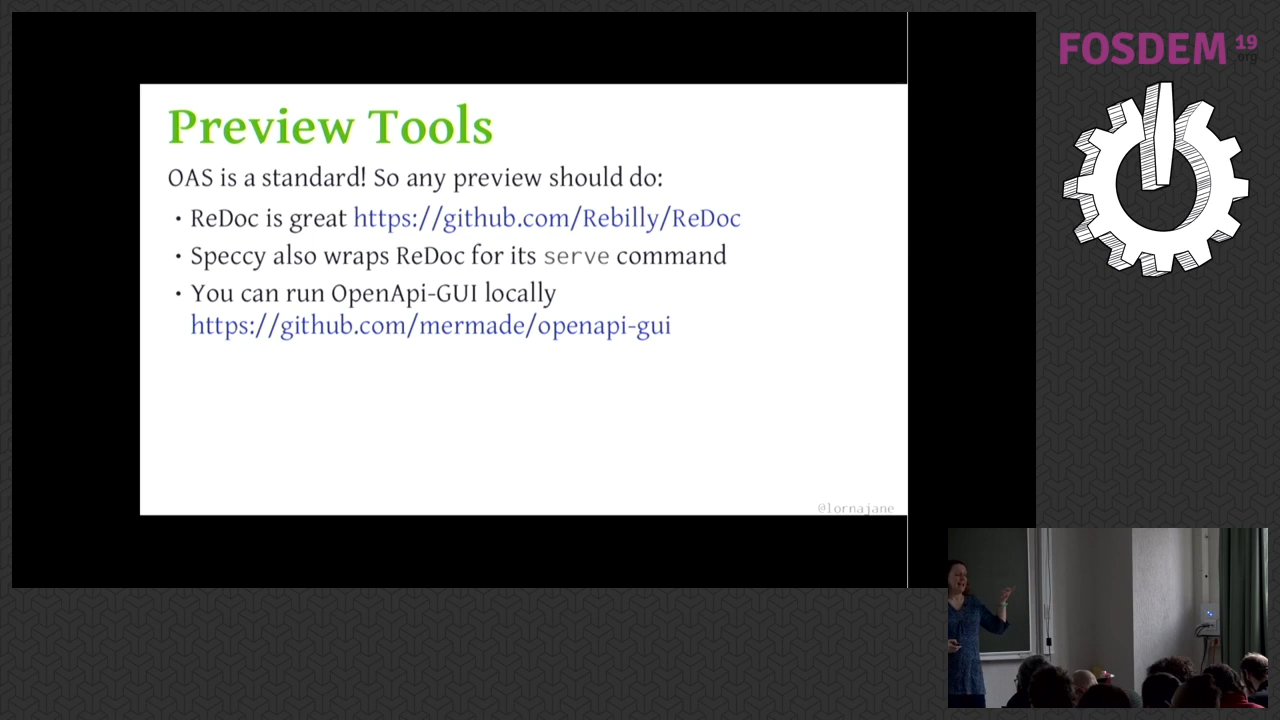 FOSDEM 19
.org
Preview Tools
OAS is a standard! So any preview should do:
• ReDoc is great https://github.com/Rebilly/ReDoc
• Speccy also wraps ReDoc for its serve command
• You can run OpenApi-GUI locally
https://github.com/mermade/openapi-gui
@lornajane